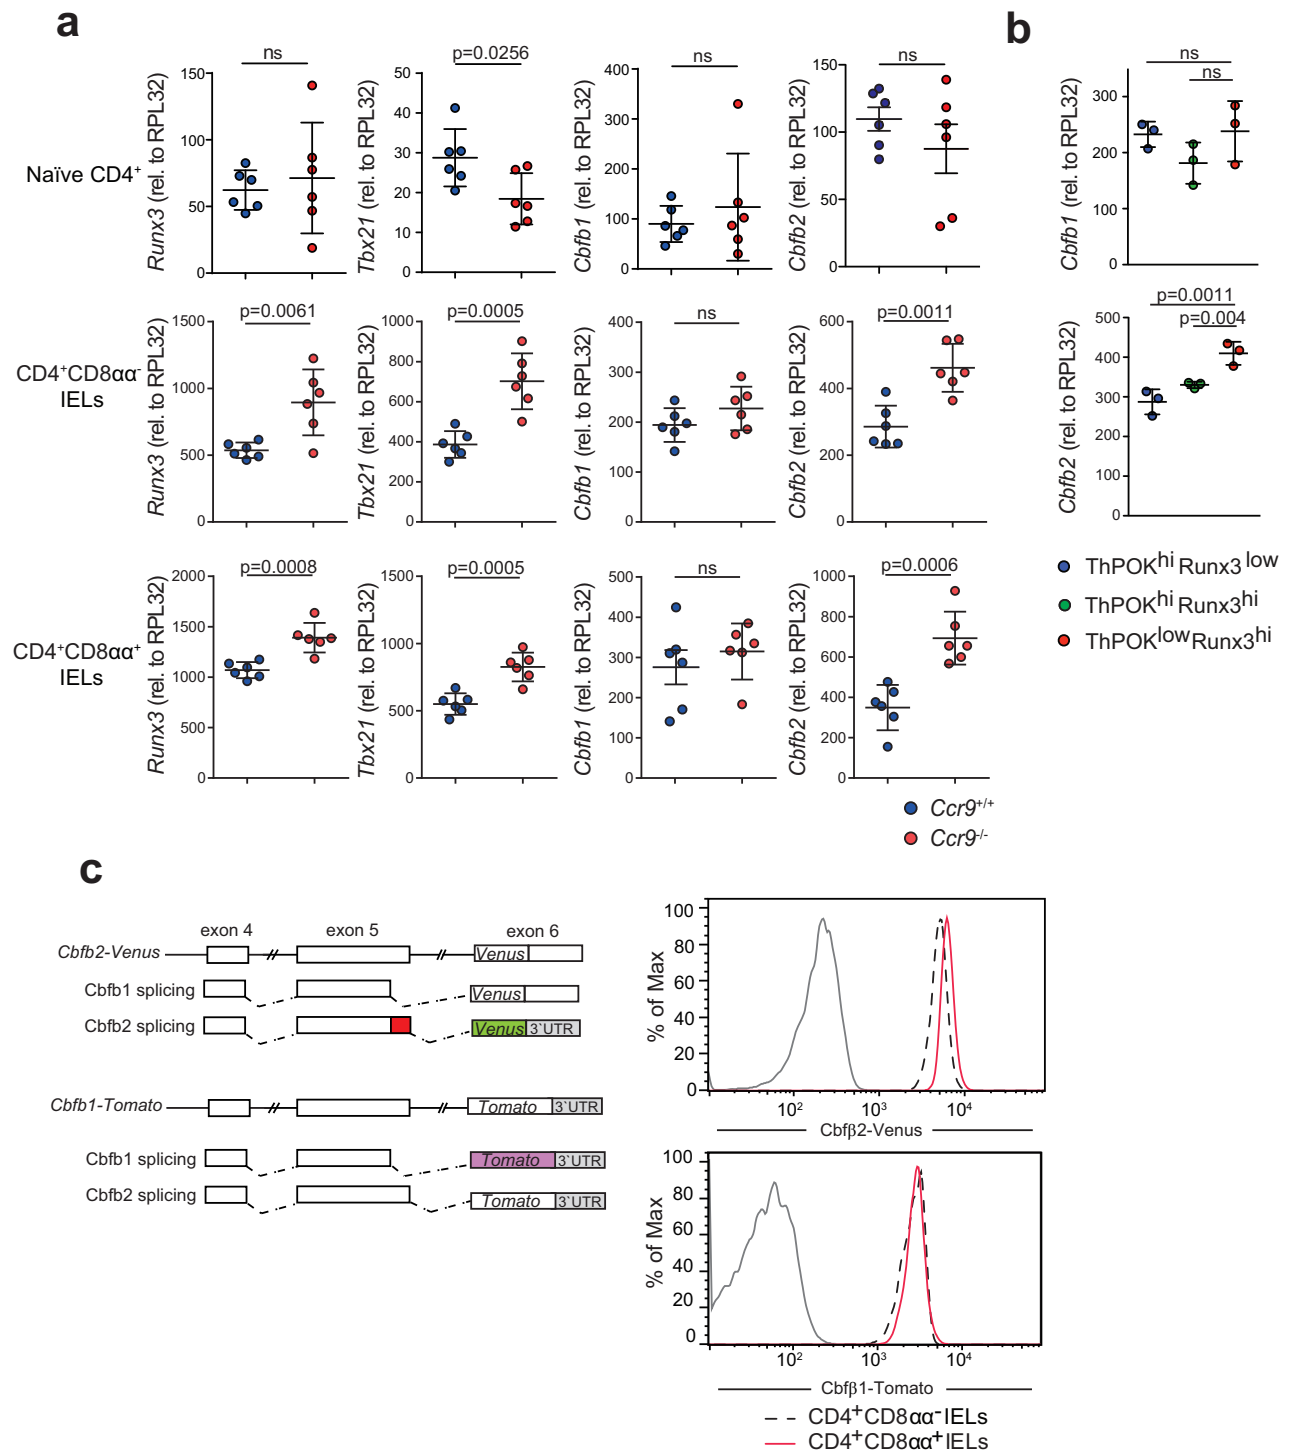 a
b
Naïve CD4+
Runx3 (rel. to RPL32)
150
100
50
0
ns
Tbx21 (rel. to RPL32)
50
40
30
20
10
0
p=0.0256
Cbfb1 (rel. to RPL32)
400
300
200
100
0
ns
Cbfb2 (rel. to RPL32)
150
100
50
0
ns
Cbfb1 (rel. to RPL32)
300
200
100
0
ns
ns
CD4+CD8αα-
IELs
Runx3 (rel. to RPL32)
1500
1000
500
0
p=0.0061
Tbx21 (rel. to RPL32)
1000
800
600
400
200
0
p=0.0005
Cbfb1 (rel. to RPL32)
400
300
200
100
0
ns
Cbfb2 (rel. to RPL32)
600
400
200
0
p=0.0011
Cbfb2 (rel. to RPL32)
500
400
300
200
100
0
p=0.0011
p=0.004
CD4+CD8αα+
IELs
Runx3 (rel. to RPL32)
2000
1500
1000
500
0
p=0.0008
Tbx21 (rel. to RPL32)
1500
1000
500
0
p=0.0005
Cbfb1 (rel. to RPL32)
500
400
300
200
100
0
ns
Cbfb2 (rel. to RPL32)
1000
800
600
400
200
0
p=0.0006
ThPOKhi Runx3 low
ThPOKhi Runx3hi
ThPOKlowRunx3hi
Ccr9+/+
Ccr9-/-
c
exon 4 exon 5 exon 6
Cbfb2-Venus Venus
Cbfb1 splicing Venus
Cbfb2 splicing Venus 3`UTR
Cbfb1-Tomato Tomato 3`UTR
Cbfb1 splicing Tomato 3`UTR
Cbfb2 splicing Tomato 3`UTR
% of Max
100
80
60
40
20
0
10² 10³ 10⁴
Cbfβ2-Venus
% of Max
100
80
60
40
20
0
10² 10³ 10⁴
Cbfβ1-Tomato
CD4+CD8αα-IELs
CD4+CD8αα+IELs